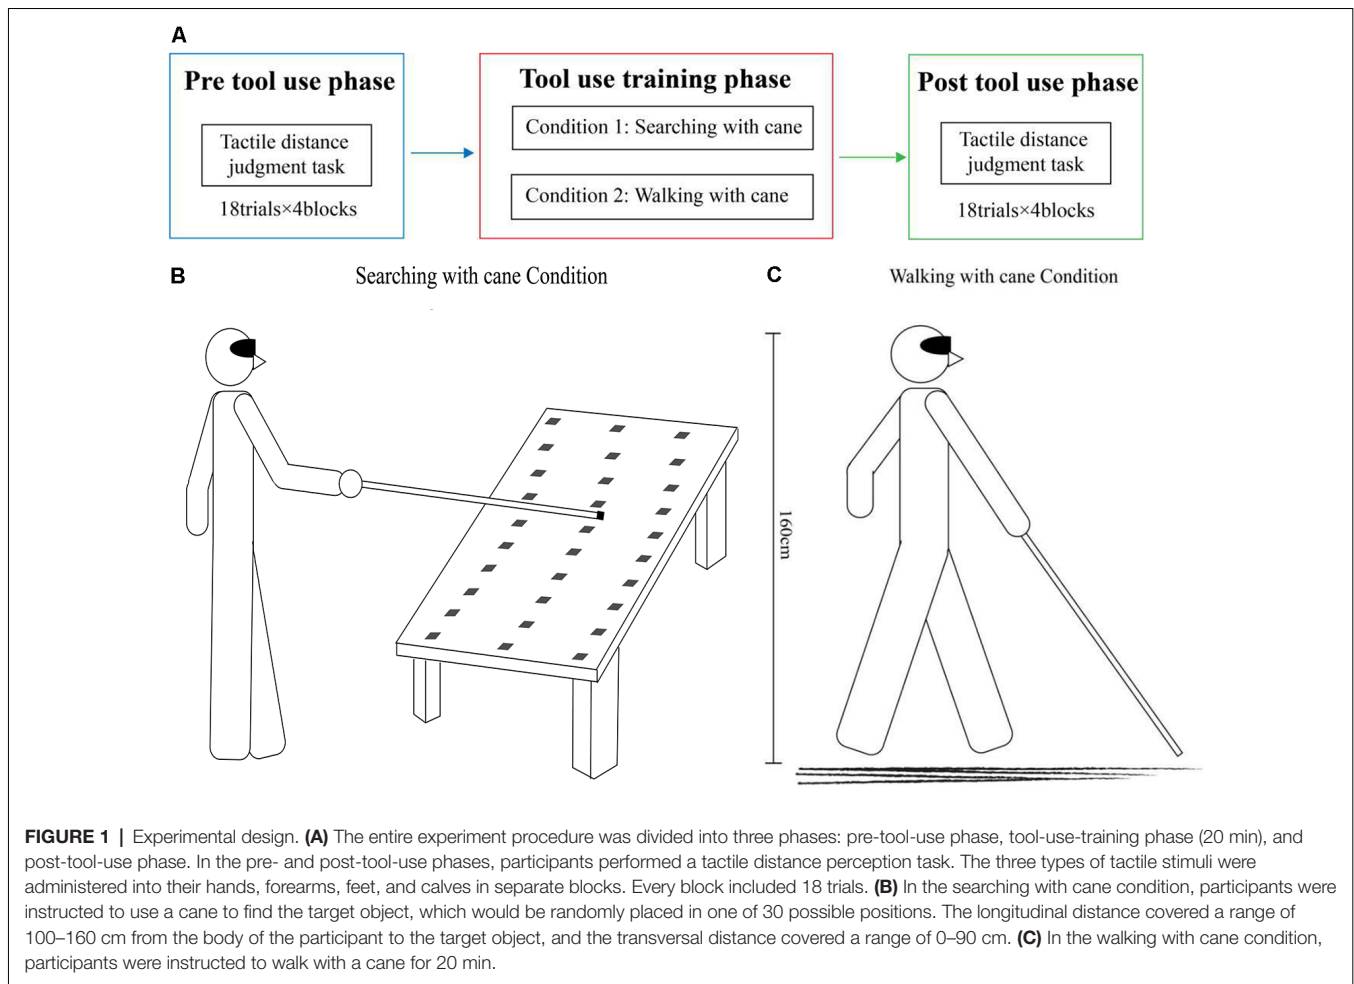 A
Pre tool use phase
Tactile distance
judgment task
18trials×4blocks
Tool use training phase
Condition 1: Searching with cane
Condition 2: Walking with cane
Post tool use phase
Tactile distance
judgment task
18trials×4blocks
B
Searching with cane Condition
C
Walking with cane Condition
160cm
FIGURE 1 | Experimental design. (A) The entire experiment procedure was divided into three phases: pre-tool-use phase, tool-use-training phase (20 min), and
post-tool-use phase. In the pre- and post-tool-use phases, participants performed a tactile distance perception task. The three types of tactile stimuli were
administered into their hands, forearms, feet, and calves in separate blocks. Every block included 18 trials. (B) In the searching with cane condition, participants were
instructed to use a cane to find the target object, which would be randomly placed in one of 30 possible positions. The longitudinal distance covered a range of
100–160 cm from the body of the participant to the target object, and the transversal distance covered a range of 0–90 cm. (C) In the walking with cane condition,
participants were instructed to walk with a cane for 20 min.